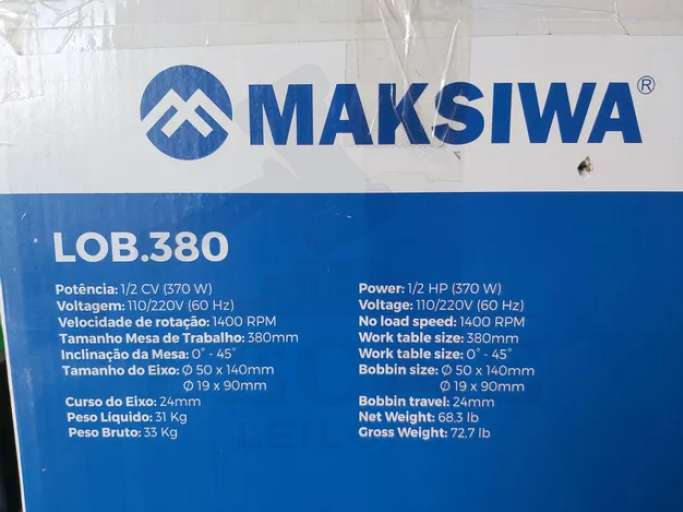 MAKSIWA®
LOB.380
Potência: 1/2 CV (370 W)
Voltagem: 110/220V (60 Hz)
Velocidade de rotação: 1400 RPM
Tamanho Mesa de Trabalho: 380mm
Inclinação da Mesa: 0° - 45°
Tamanho do Eixo: Ø 50 x 140mm
Ø 19 x 90mm
Curso do Eixo: 24mm
Peso Líquido: 31 Kg
Peso Bruto: 33 Kg
Power: 1/2 HP (370 W)
Voltage: 110/220V (60 Hz)
No load speed: 1400 RPM
Work table size: 380mm
Work table size: 0° - 45°
Bobbin size: Ø 50 x 140mm
Ø 19 x 90mm
Bobbin travel: 24mm
Net Weight: 68,3 lb
Gross Weight: 72,7 lb